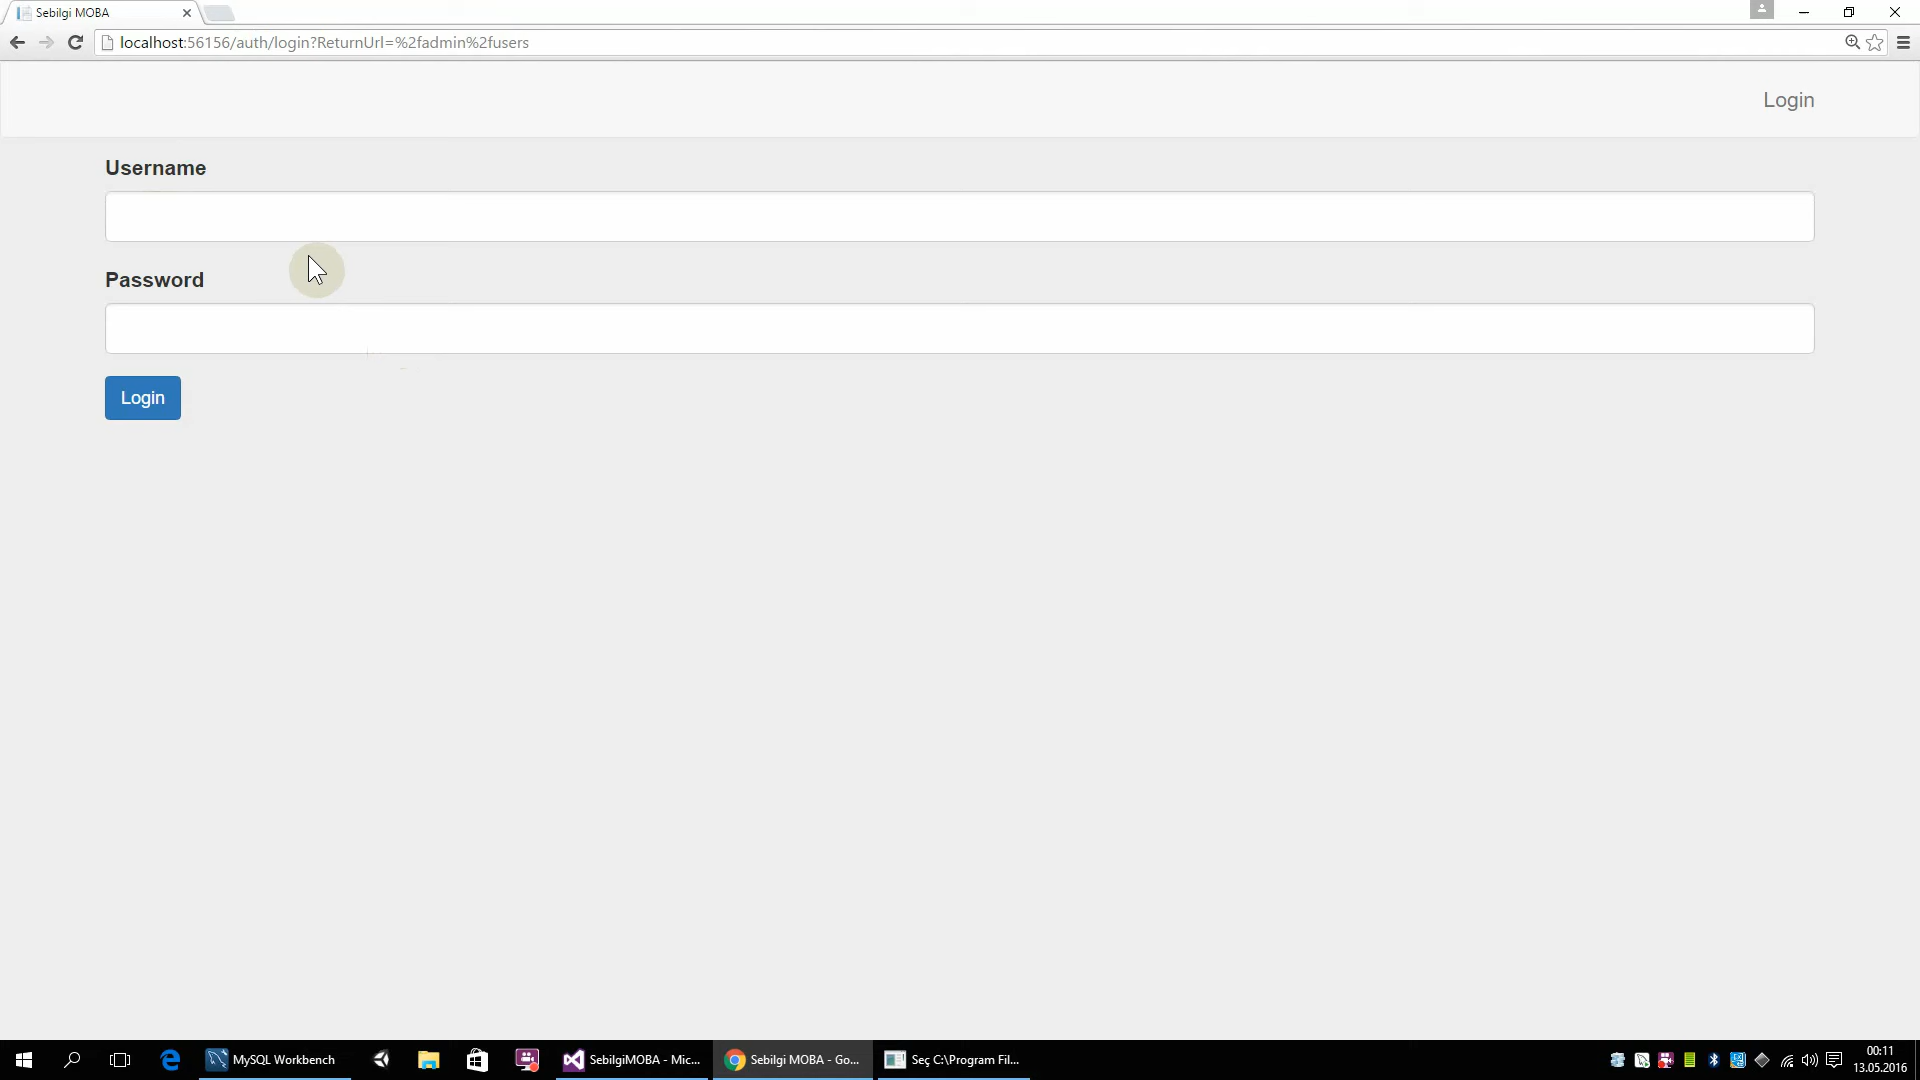 Sebilgi MOBA
localhost:56156/auth/login?ReturnUrl=%2fadmin%2fusers
Login
Username
Password
Login
MySQL Workbench
SebilgiMOBA - Mic...
Sebilgi MOBA - Go...
Seç C:\Program Fil...
00:11
13.05.2016